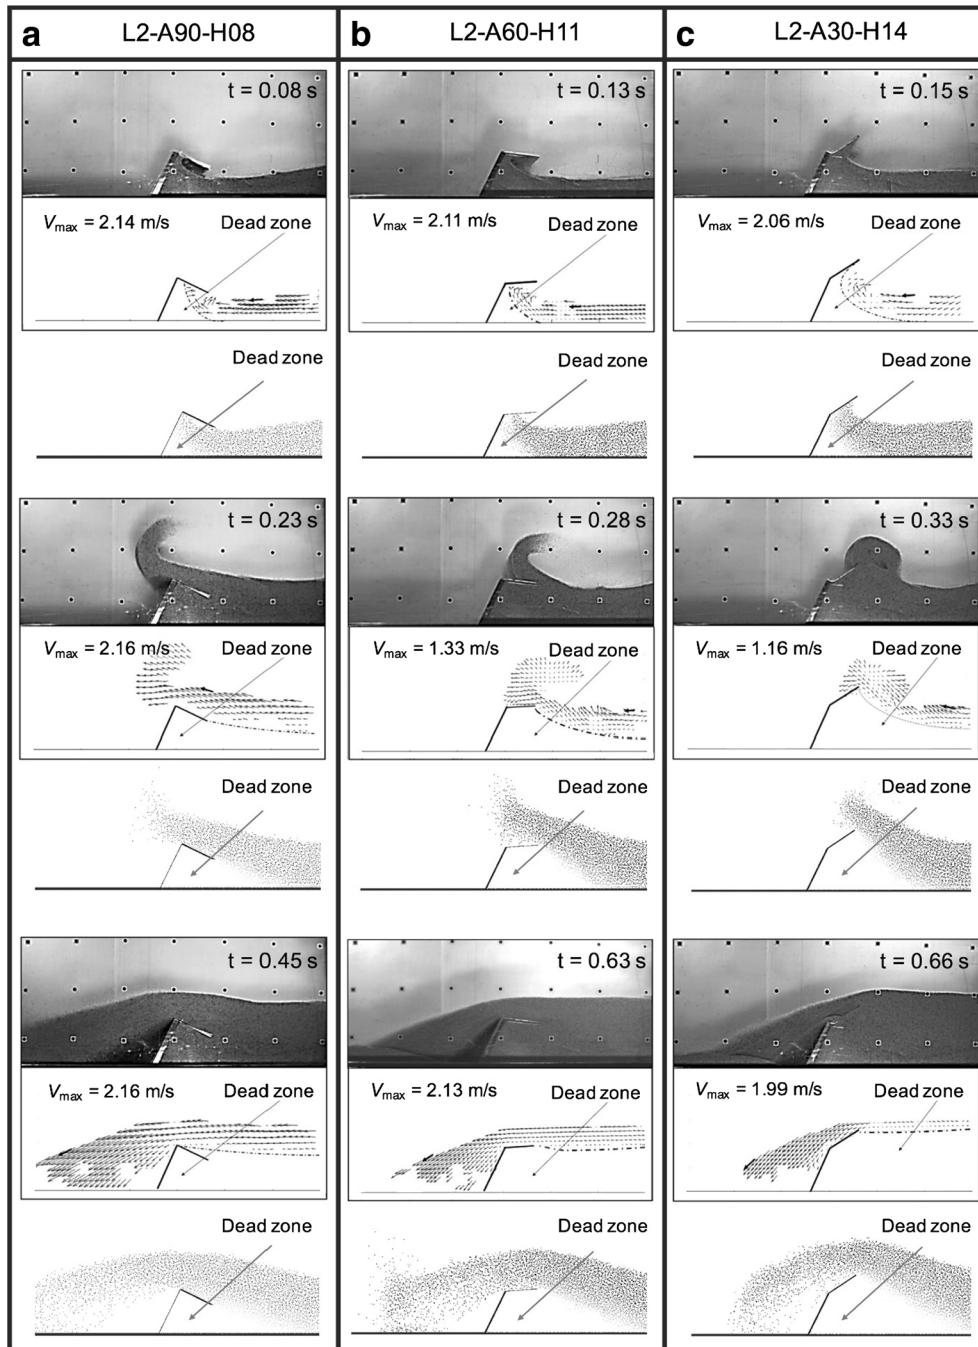 a L2-A90-H08
b L2-A60-H11
c L2-A30-H14
t = 0.08 s
t = 0.13 s
t = 0.15 s
Vmax = 2.14 m/s
Dead zone
Vmax = 2.11 m/s
Dead zone
Vmax = 2.06 m/s
Dead zone
Dead zone
Dead zone
Dead zone
t = 0.23 s
t = 0.28 s
t = 0.33 s
Vmax = 2.16 m/s
Dead zone
Vmax = 1.33 m/s
Dead zone
Vmax = 1.16 m/s
Dead zone
Dead zone
Dead zone
Dead zone
t = 0.45 s
t = 0.63 s
t = 0.66 s
Vmax = 2.16 m/s
Dead zone
Vmax = 2.13 m/s
Dead zone
Vmax = 1.99 m/s
Dead zone
Dead zone
Dead zone
Dead zone